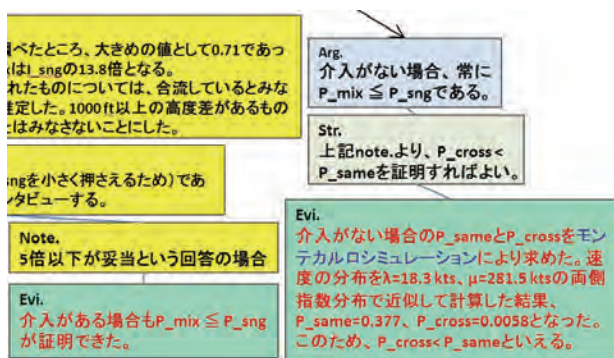 べたところ、大きめの値として0.71であっ
はI_sngの13.8倍となる。
れたものについては、合流しているとみな
推定した。1000ft以上の高度差があるもの
はみなさないことにした。
sngを小さく押さえるため）であ
ンタビューする。
Note.
5倍以下が妥当という回答の場合
Evi.
介入がある場合もP_mix ≦ P_sng
が証明できた。
Arg.
介入がない場合、常に
P_mix ≦ P_sngである。
Str.
上記note.より、P_cross<
P_sameを証明すればよい。
Evi.
介入がない場合のP_sameとP_crossをモン
テカルロシミュレーションにより求めた。速
度の分布をλ=18.3 kts、μ=281.5 ktsの両側
指数分布で近似して計算した結果、
P_same=0.377、P_cross=0.0058となった。
このため、P_cross< P_sameといえる。